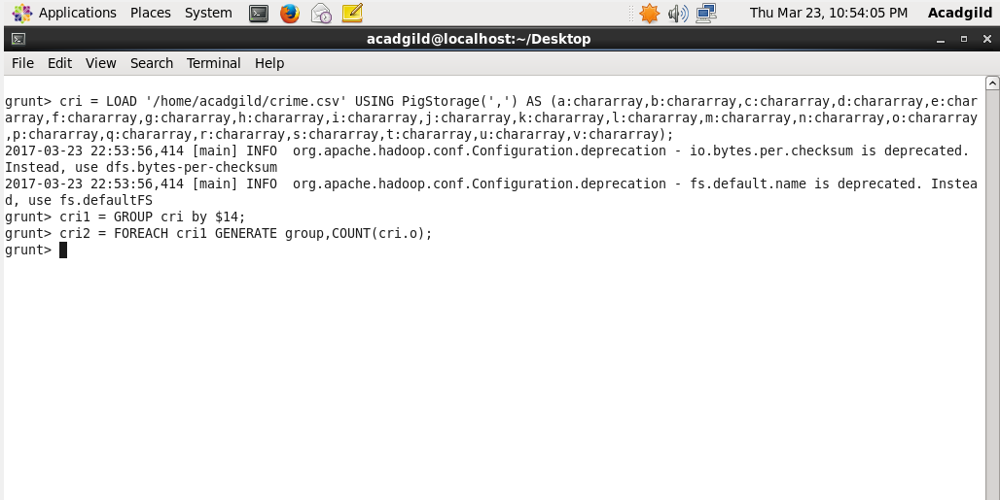 Applications Places System Thu Mar 23, 10:54:05 PM Acadgild
acadgild@localhost:~/Desktop
File Edit View Search Terminal Help
grunt> cri = LOAD '/home/acadgild/crime.csv' USING PigStorage(',') AS (a:chararray,b:chararray,c:chararray,d:chararray,e:char
array,f:chararray,g:chararray,h:chararray,i:chararray,j:chararray,k:chararray,l:chararray,m:chararray,n:chararray,o:chararray
,p:chararray,q:chararray,r:chararray,s:chararray,t:chararray,u:chararray,v:chararray);
2017-03-23 22:53:56,414 [main] INFO  org.apache.hadoop.conf.Configuration.deprecation - io.bytes.per.checksum is deprecated.
Instead, use dfs.bytes-per-checksum
2017-03-23 22:53:56,414 [main] INFO  org.apache.hadoop.conf.Configuration.deprecation - fs.default.name is deprecated. Instea
d, use fs.defaultFS
grunt> cri1 = GROUP cri by $14;
grunt> cri2 = FOREACH cri1 GENERATE group,COUNT(cri.o);
grunt>